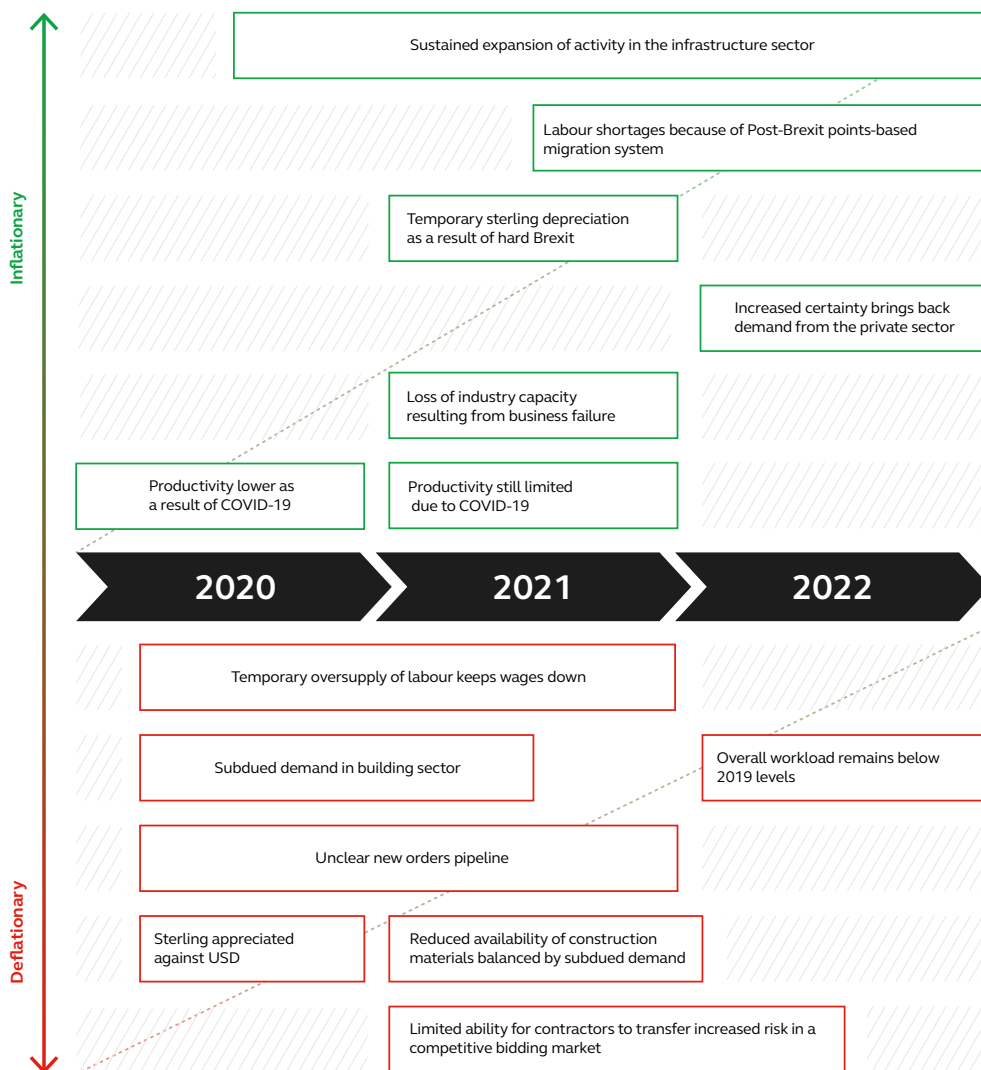 Sustained expansion of activity in the infrastructure sector
Labour shortages because of Post-Brexit points-based
migration system
Inflationary
Temporary sterling depreciation
as a result of hard Brexit
Increased certainty brings back
demand from the private sector
Loss of industry capacity
resulting from business failure
Productivity lower as
a result of COVID-19
Productivity still limited
due to COVID-19
2020
2021
2022
Temporary oversupply of labour keeps wages down
Subdued demand in building sector
Overall workload remains below
2019 levels
Unclear new orders pipeline
Deflationary
Sterling appreciated
against USD
Reduced availability of construction
materials balanced by subdued demand
Limited ability for contractors to transfer increased risk in a
competitive bidding market